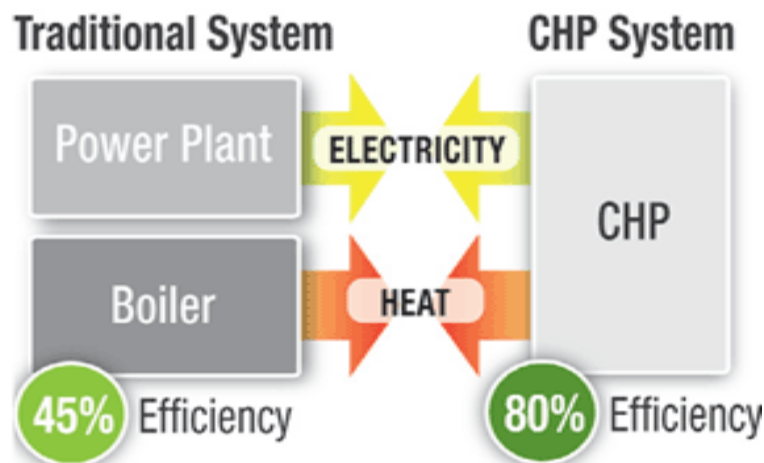 Traditional System
CHP System
Power Plant
ELECTRICITY
CHP
Boiler
HEAT
45% Efficiency
80% Efficiency